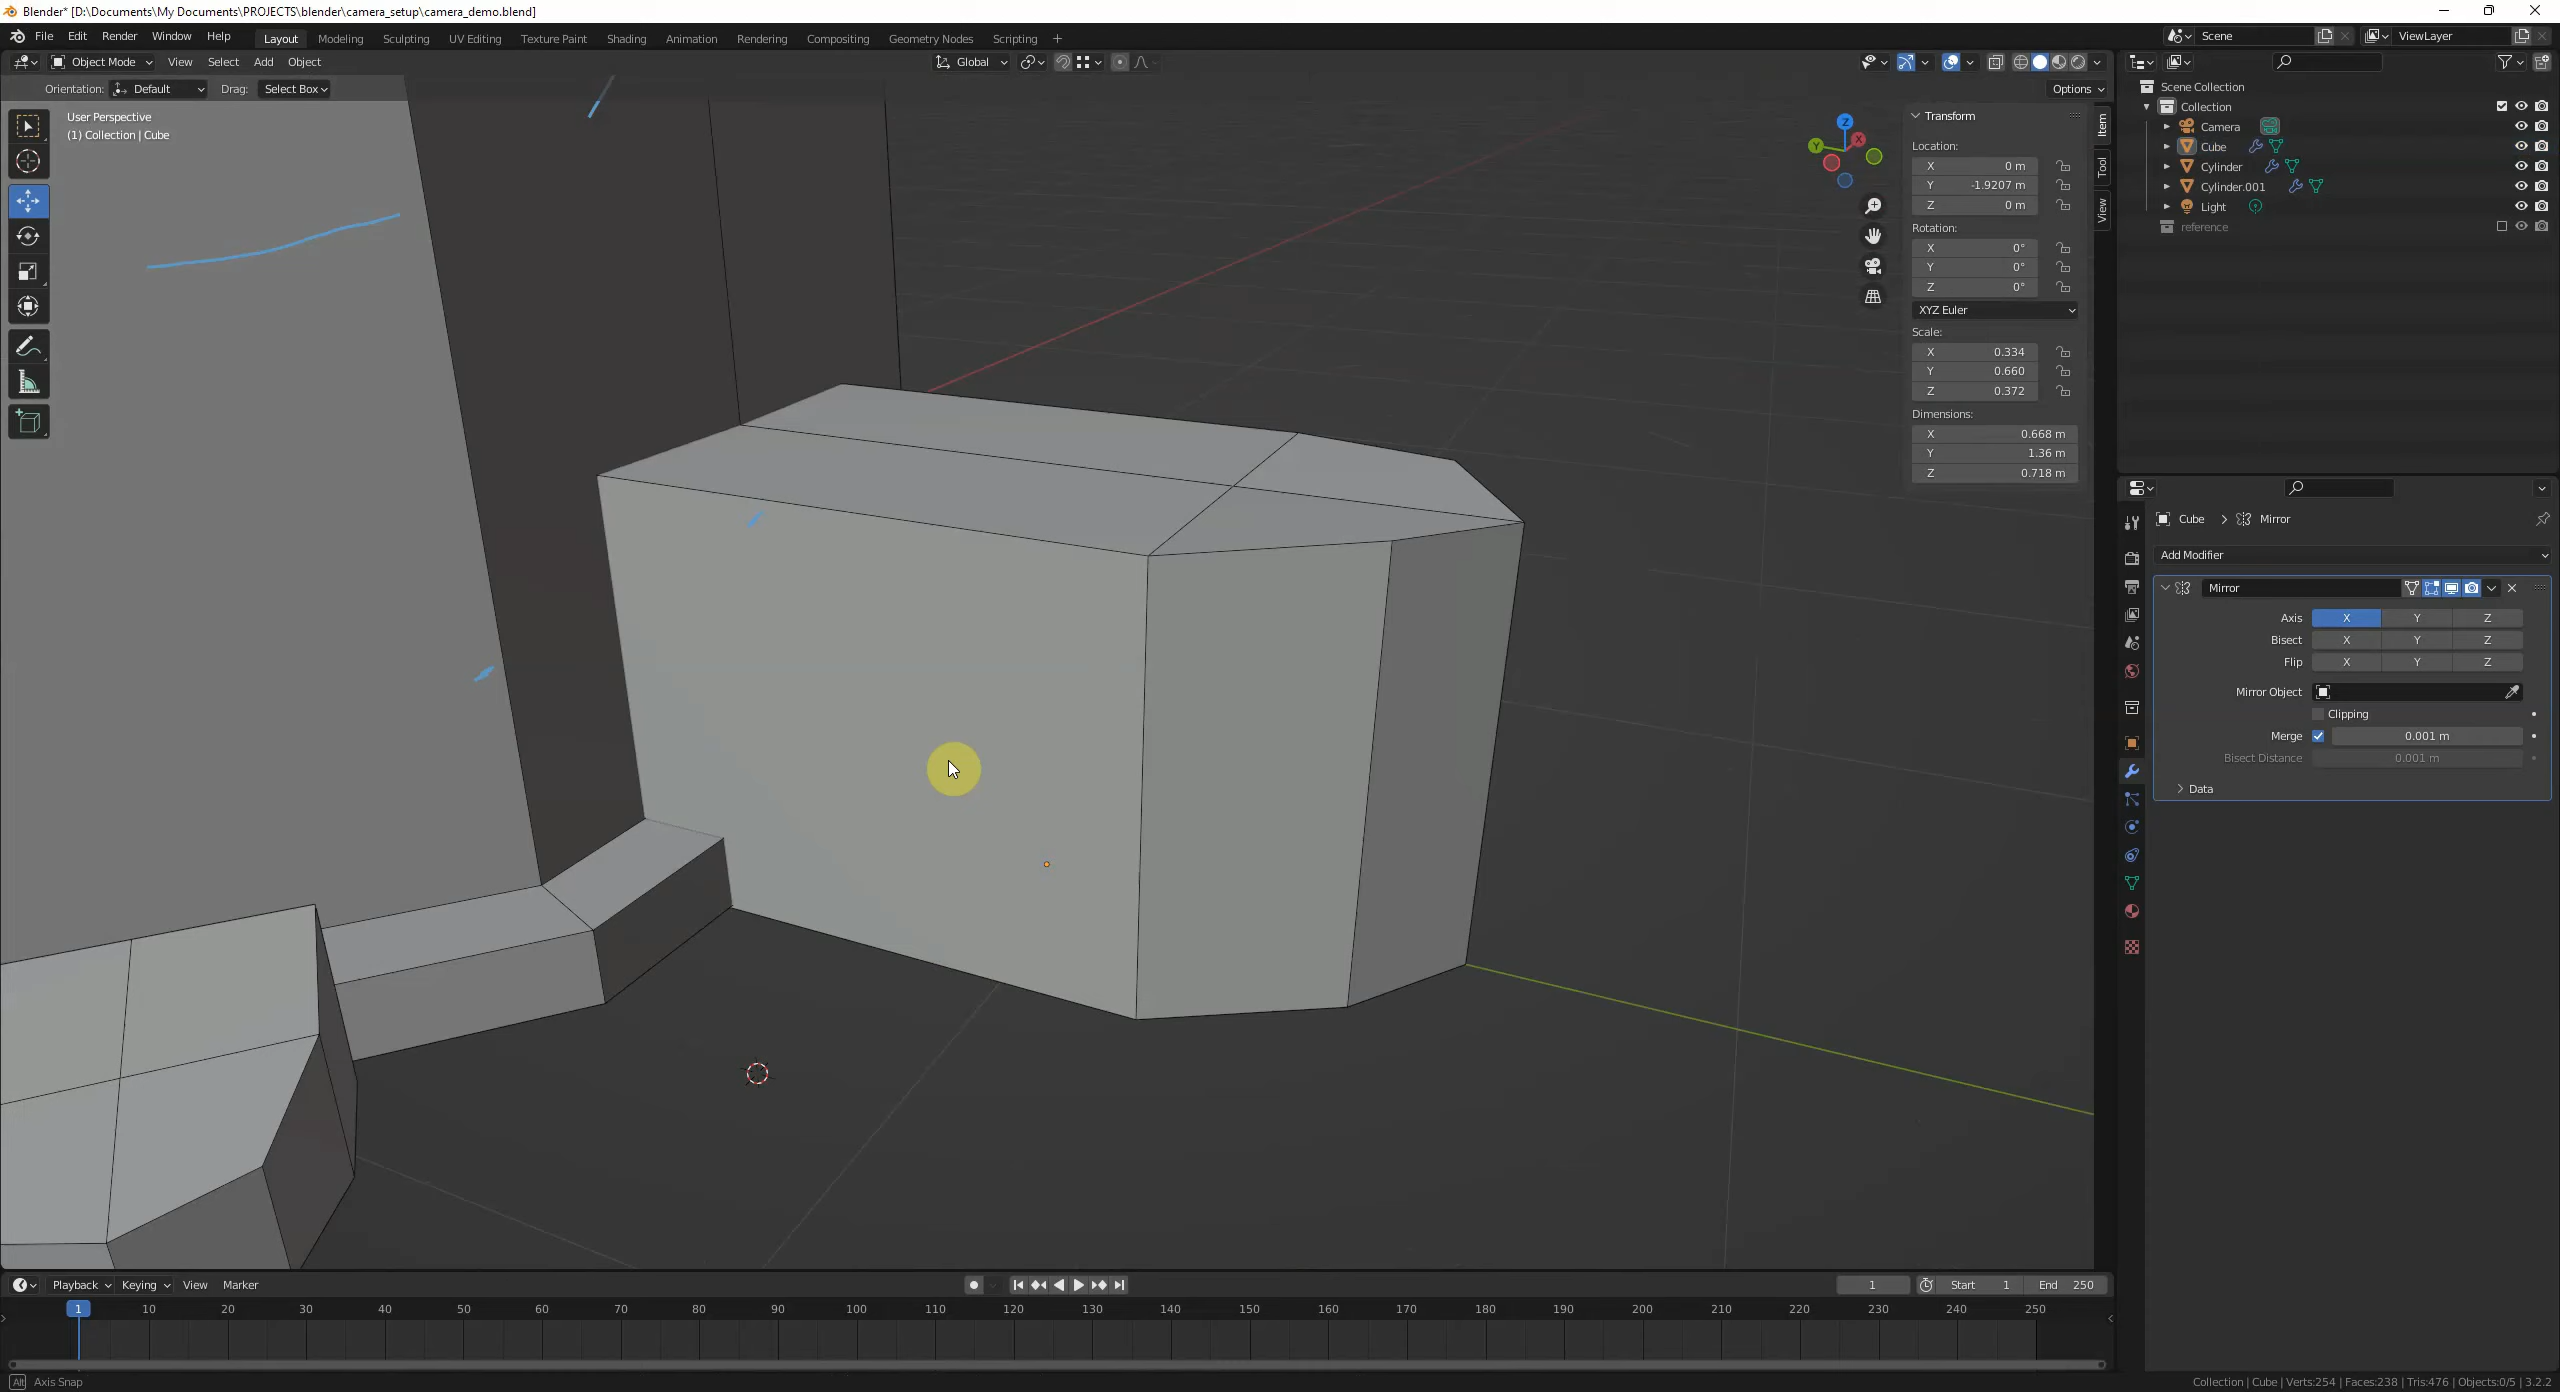 Blender* [D:\Documents\My Documents\PROJECTS\blender\camera_setup\camera_demo.blend]
File Edit Render Window Help Layout Modeling Sculpting UV Editing Texture Paint Shading Animation Rendering Compositing Geometry Nodes Scripting + Scene ViewLayer
Object Mode View Select Add Object Global
Orientation: Default Drag: Select Box Options
User Perspective
(1) Collection | Cube
Z
Y
X
Item
Tool
View
Transform
Location:
X 0 m
Y -1.9207 m
Z 0 m
Rotation:
X 0°
Y 0°
Z 0°
XYZ Euler
Scale:
X 0.334
Y 0.660
Z 0.372
Dimensions:
X 0.668 m
Y 1.36 m
Z 0.718 m
Scene Collection
Collection
Camera
Cube
Cylinder
Cylinder.001
Light
reference
Cube > Mirror
Add Modifier
Mirror
Axis X Y Z
Bisect X Y Z
Flip X Y Z
Mirror Object
Clipping
Merge 0.001 m
Bisect Distance 0.001 m
Data
Playback Keying View Marker 1 Start 1 End 250
1 10 20 30 40 50 60 70 80 90 100 110 120 130 140 150 160 170 180 190 200 210 220 230 240 250
Alt Axis Snap
Collection | Cube | Verts:254 | Faces:238 | Tris:476 | Objects:0/5 | 3.2.2